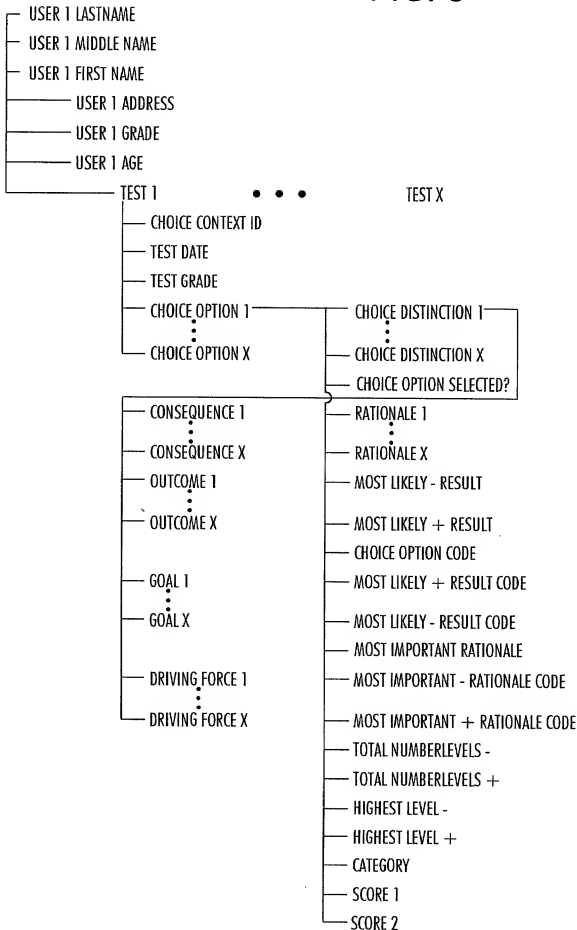 USER 1 LASTNAME
USER 1 MIDDLE NAME
USER 1 FIRST NAME
USER 1 ADDRESS
USER 1 GRADE
USER 1 AGE
TEST 1 • • • TEST X
CHOICE CONTEXT ID
TEST DATE
TEST GRADE
CHOICE OPTION 1
CHOICE OPTION X
CHOICE DISTINCTION 1
CHOICE DISTINCTION X
CHOICE OPTION SELECTED?
CONSEQUENCE 1
CONSEQUENCE X
OUTCOME 1
OUTCOME X
GOAL 1
GOAL X
DRIVING FORCE 1
DRIVING FORCE X
RATIONALE 1
RATIONALE X
MOST LIKELY - RESULT
MOST LIKELY + RESULT
CHOICE OPTION CODE
MOST LIKELY + RESULT CODE
MOST LIKELY - RESULT CODE
MOST IMPORTANT RATIONALE
MOST IMPORTANT - RATIONALE CODE
MOST IMPORTANT + RATIONALE CODE
TOTAL NUMBERLEVELS -
TOTAL NUMBERLEVELS +
HIGHEST LEVEL -
HIGHEST LEVEL +
CATEGORY
SCORE 1
SCORE 2